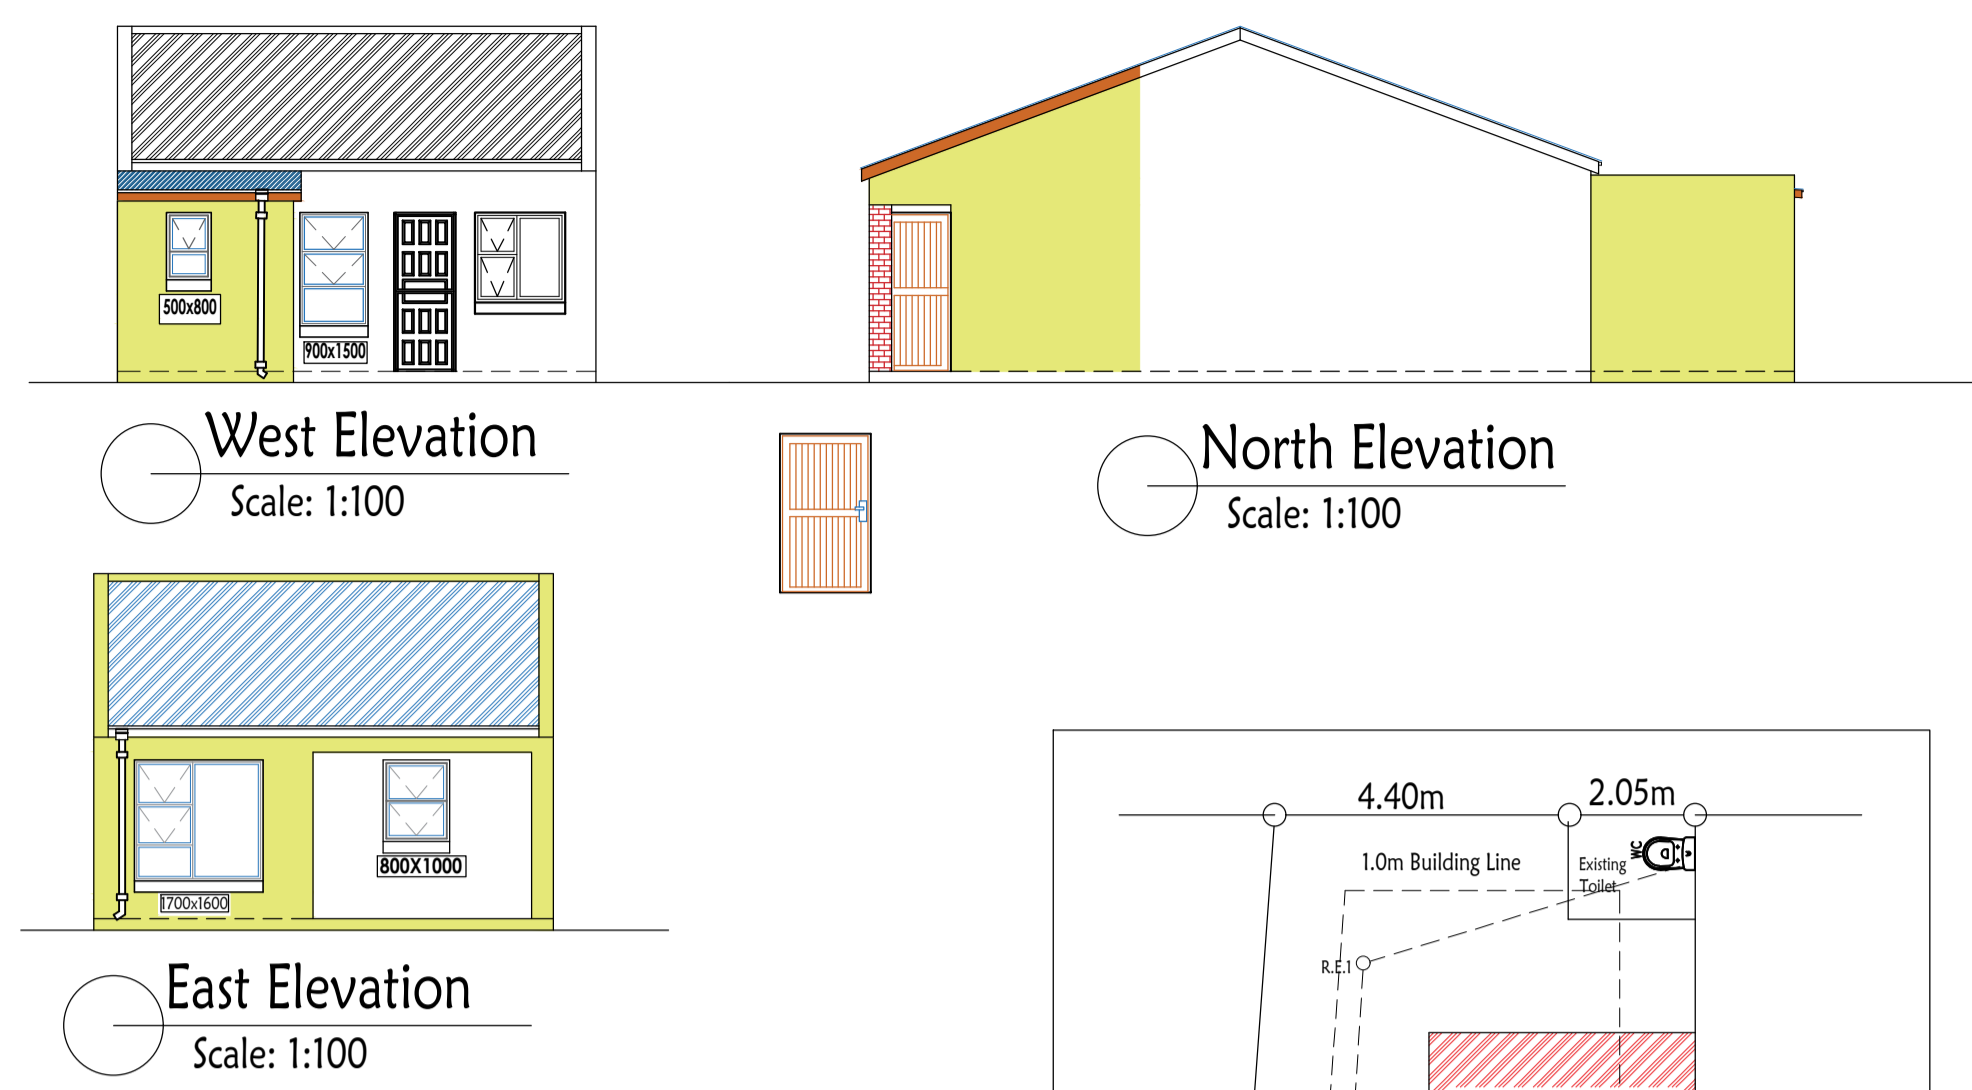 500x800
900x1500
West Elevation
Scale: 1:100
North Elevation
Scale: 1:100
1700x1600
800X1000
East Elevation
Scale: 1:100
4.40m
2.05m
1.0m Building Line
Existing
Toilet
WC
R.E.1